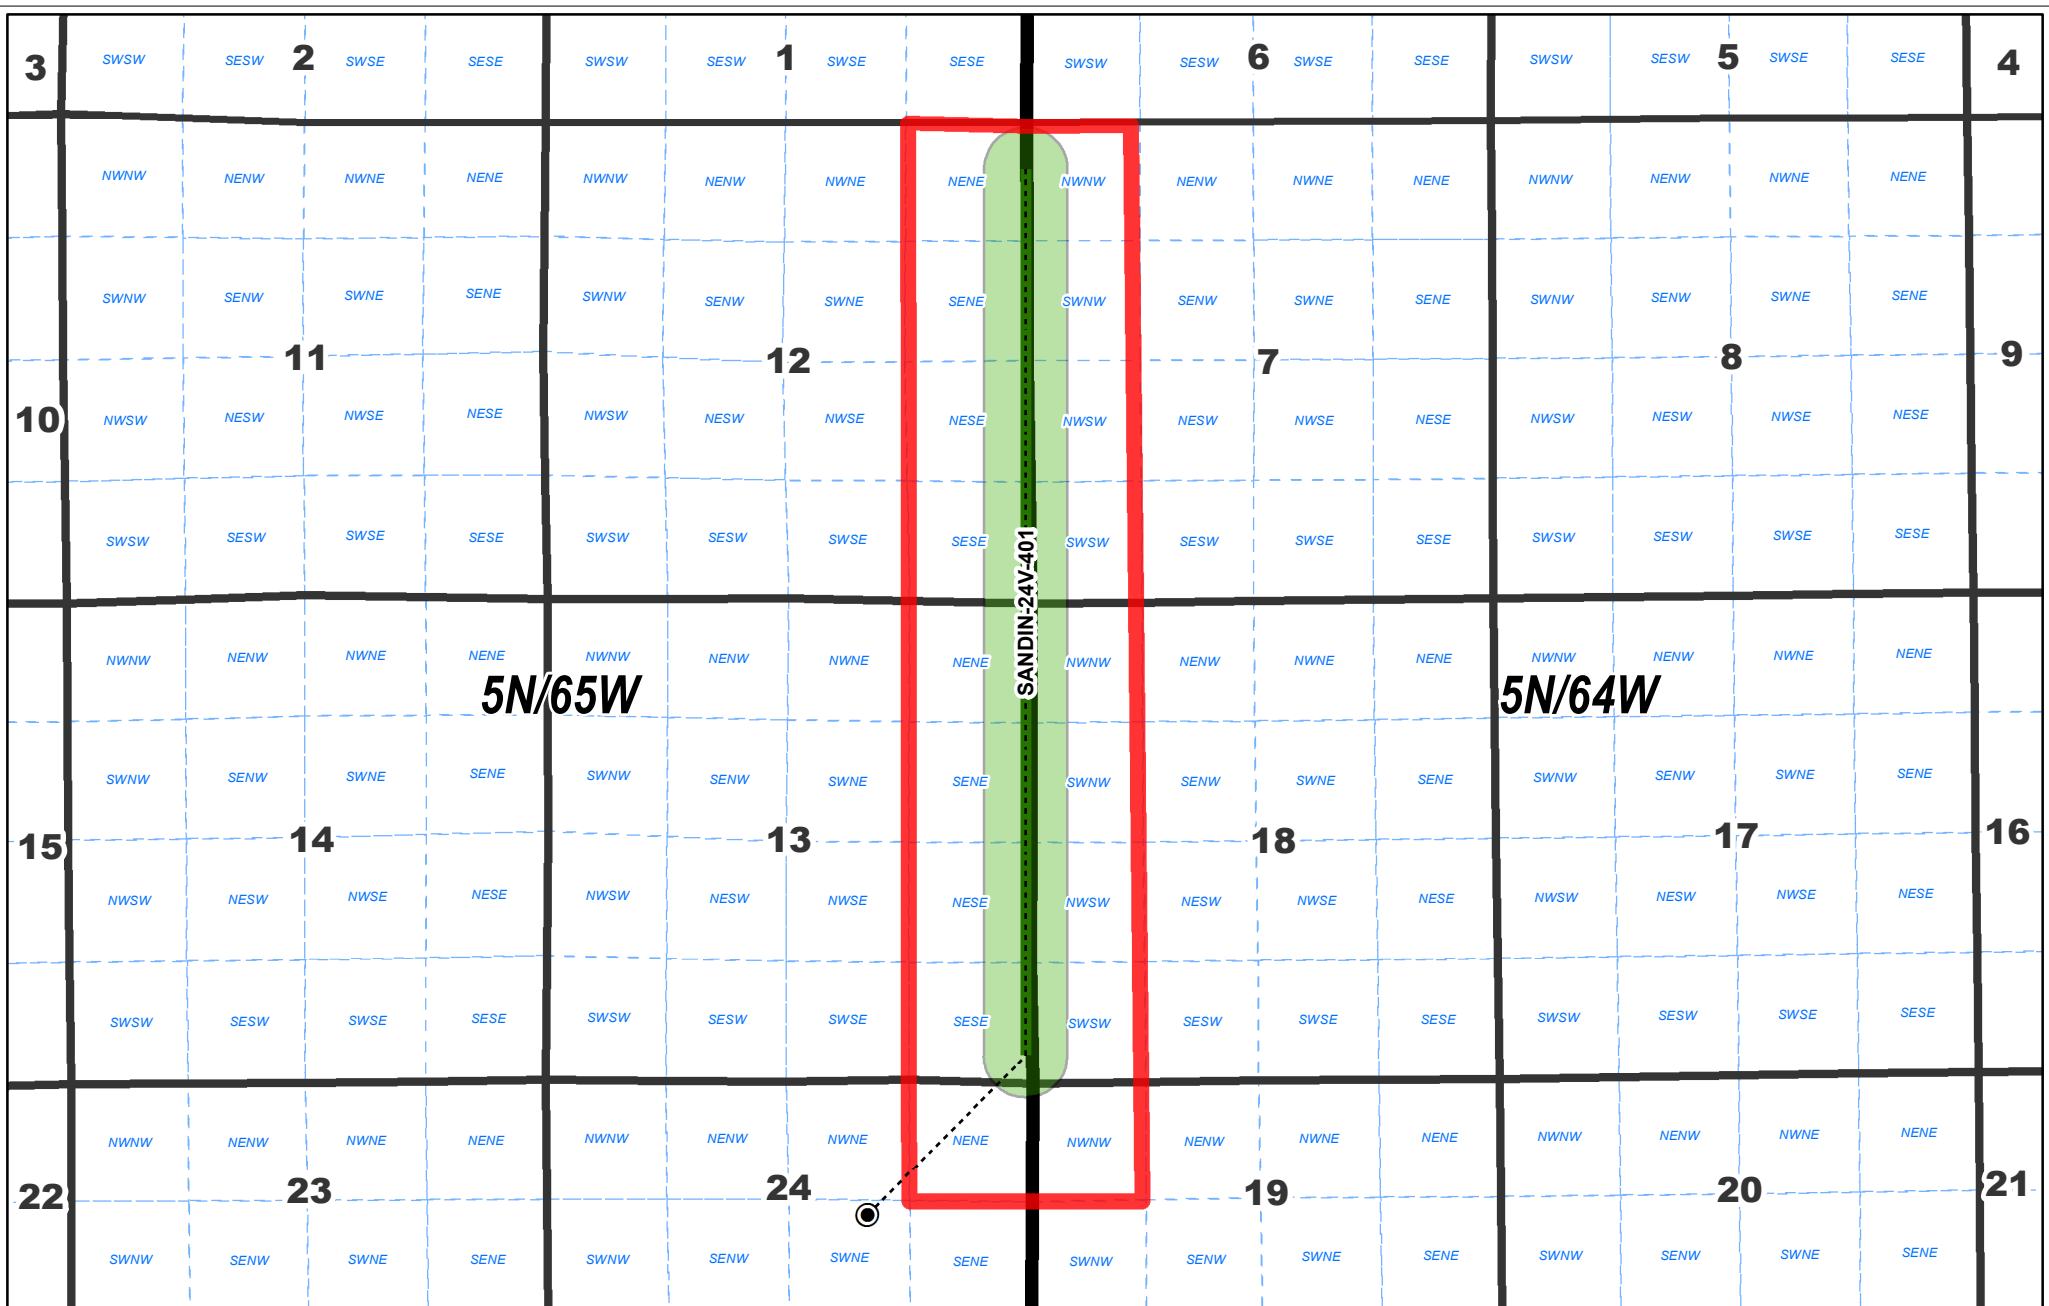 3 SWSW SESW 2 SWSE SESE SWSW SESW 1 SWSE SESE SWSW SESW 6 SWSE SESE SWSW SESW 5 SWSE SESE 4
NWNW NENW NWNE NENE NWNW NENW NWNE NENE NWNW NENW NWNE NENE NWNW NENW NWNE NENE
SWNW SENW SWNE SENE SWNW SENW SWNE SENE SWNW SENW SWNE SENE SWNW SENW SWNE SENE
11 12 7 8 9
10 NWSW NESW NWSE NESE NWSW NESW NWSE NESE NWSW NESW NWSE NESE NWSW NESW NWSE NESE
SWSW SESW SWSE SESE SWSW SESW SWSE SESE SWSW SESW SWSE SESE SWSW SESW SWSE SESE
SANDIN-24V-401
NWNW NENW NWNE NENE NWNW NENW NWNE NENE NWNW NENW NWNE NENE NWNW NENW NWNE NENE
5N/65W 5N/64W
SWNW SENW SWNE SENE SWNW SENW SWNE SENE SWNW SENW SWNE SENE SWNW SENW SWNE SENE
15 14 13 18 17 16
NWSW NESW NWSE NESE NWSW NESW NWSE NESE NWSW NESW NWSE NESE NWSW NESW NWSE NESE
SWSW SESW SWSE SESE SWSW SESW SWSE SESE SWSW SESW SWSE SESE SWSW SESW SWSE SESE
NWNW NENW NWNE NENE NWNW NENW NWNE NENE NWNW NENW NWNE NENE NWNW NENW NWNE NENE
22 23 24 19 20 21
SWNW SENW SWNE SENE SWNW SENW SWNE SENE SWNW SENW SWNE SENE SWNW SENW SWNE SENE